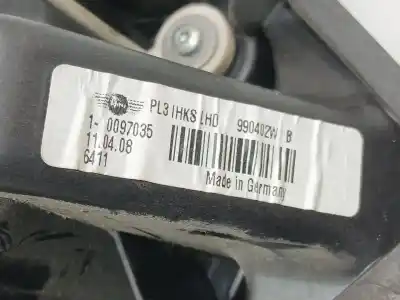 PL3 IHKS LHD 990402W B
1- 0097035
11.04.08
6411
Made in Germany